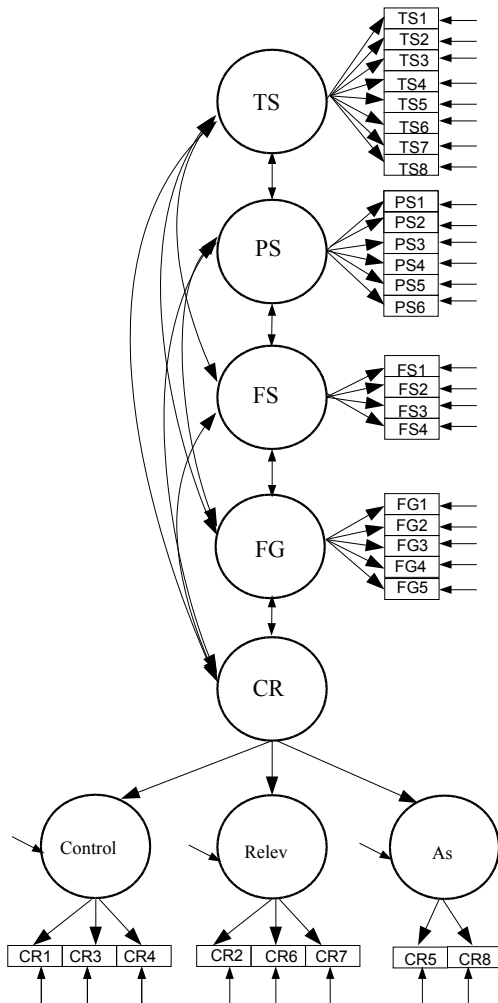 TS1
TS2
TS3
TS4
TS5
TS6
TS7
TS8
TS
PS1
PS2
PS3
PS4
PS5
PS6
PS
FS1
FS2
FS3
FS4
FS
FG1
FG2
FG3
FG4
FG5
FG
CR
Control Relev As
CR1 CR3 CR4 CR2 CR6 CR7 CR5 CR8